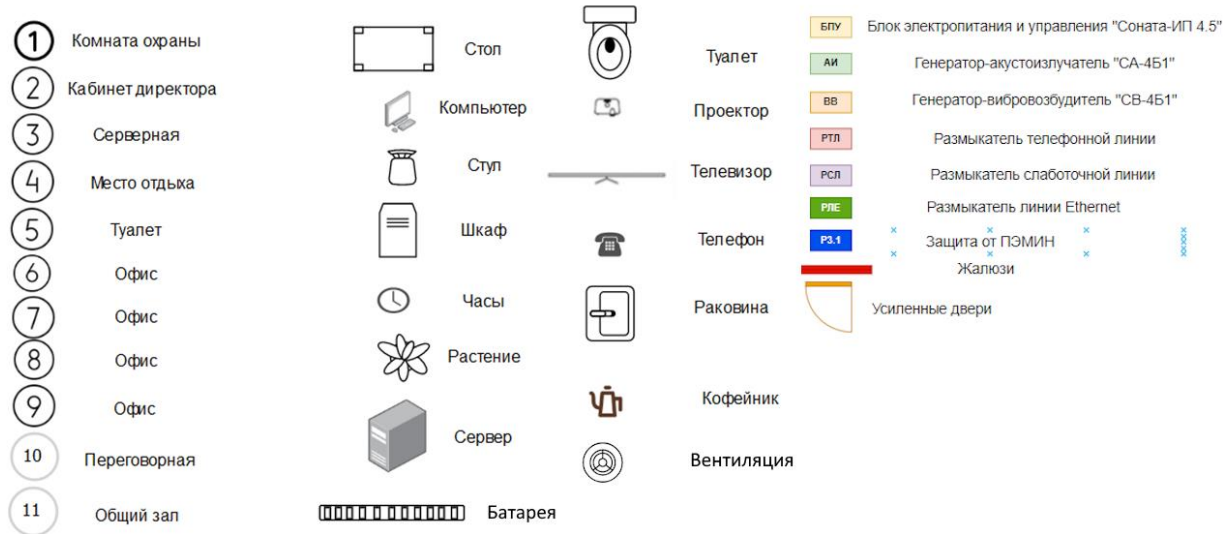 1 Комната охраны
2 Кабинет директора
3 Серверная
4 Место отдыха
5 Туалет
6 Офис
7 Офис
8 Офис
9 Офис
10 Переговорная
11 Общий зал
Стол
Компьютер
Стул
Шкаф
Часы
Растение
Сервер
Батарея
Туалет
Проектор
Телевизор
Телефон
Раковина
Кофейник
Вентиляция
БПУ Блок электропитания и управления "Соната-ИП 4.5"
АИ Генератор-акустоизлучатель "СА-4Б1"
ВВ Генератор-вибровозбудитель "СВ-4Б1"
РТЛ Размыкатель телефонной линии
РСЛ Размыкатель слаботочной линии
РЛЕ Размыкатель линии Ethernet
Р3.1 Защита от ПЭМИН
Жалюзи
Усиленные двери